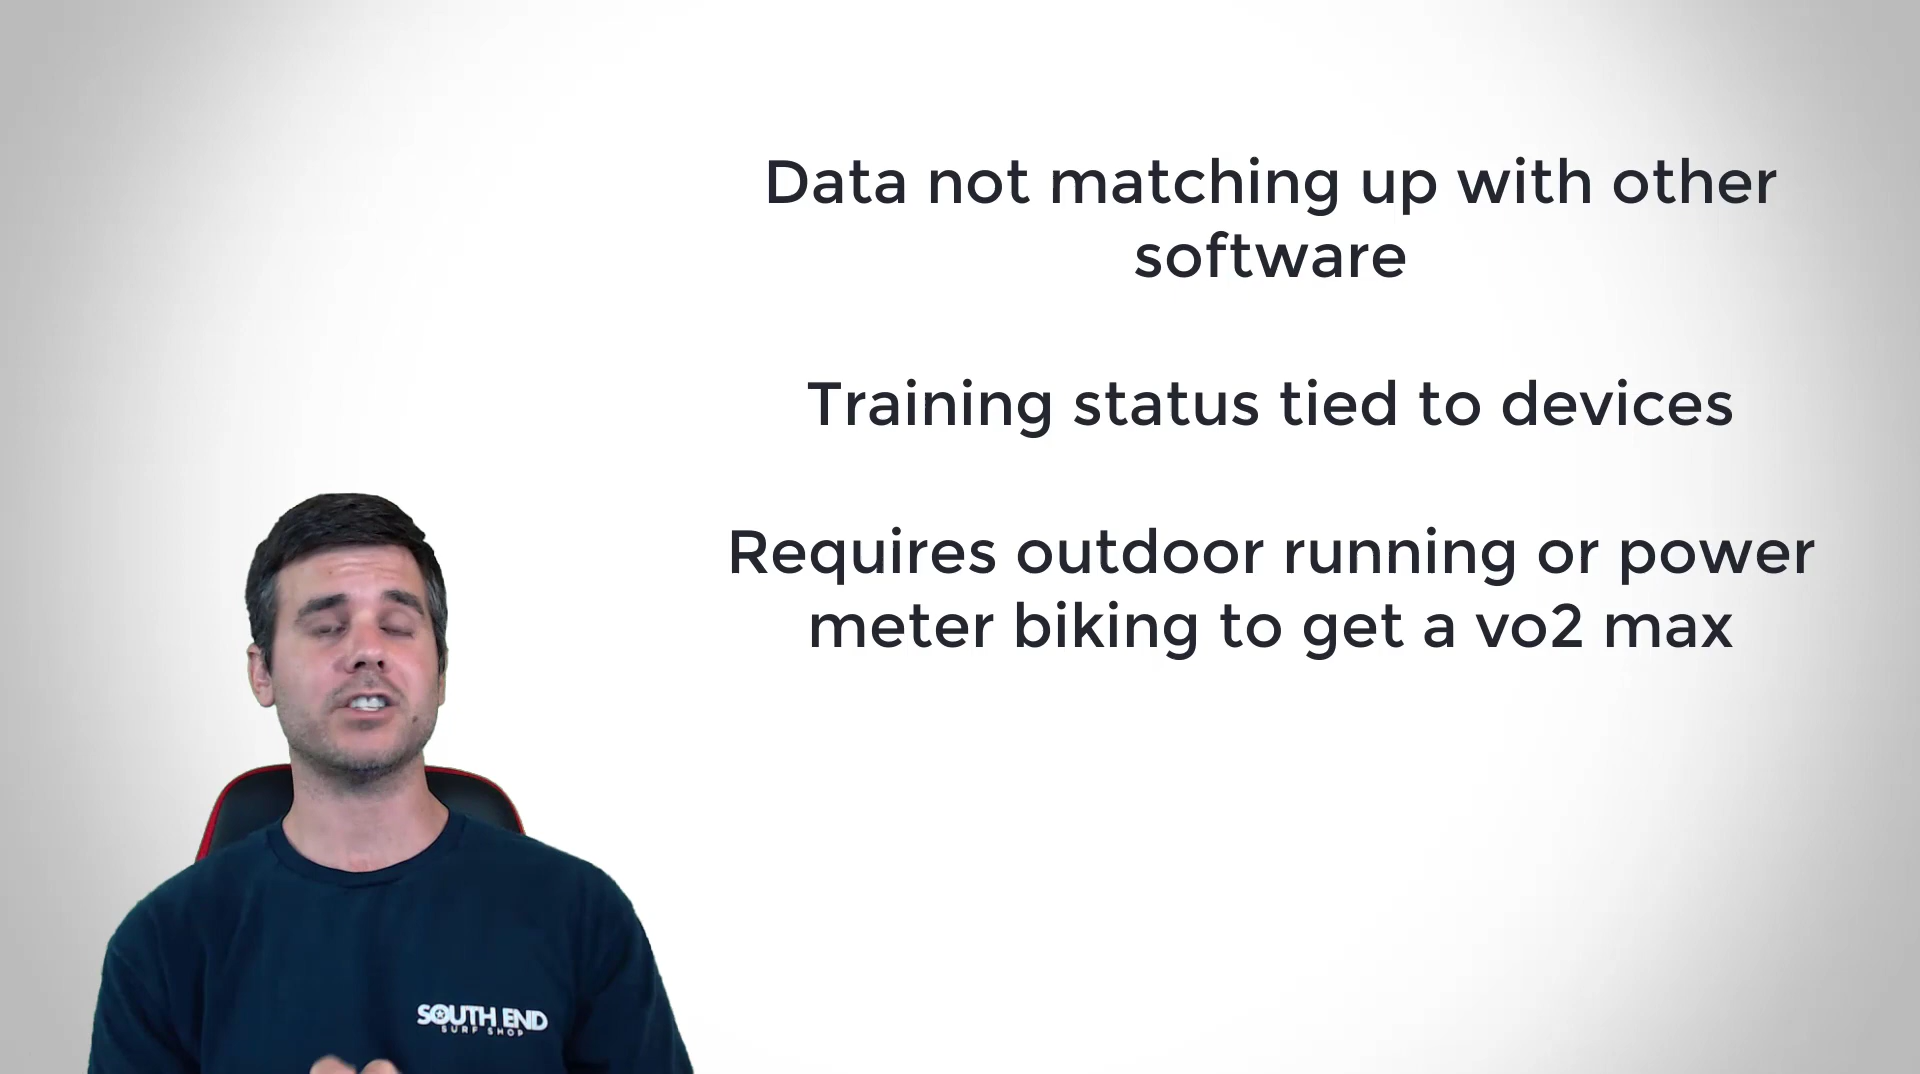 Data not matching up with other
software
Training status tied to devices
Requires outdoor running or power
meter biking to get a vo2 max
SOUTH END
SURF SHOP